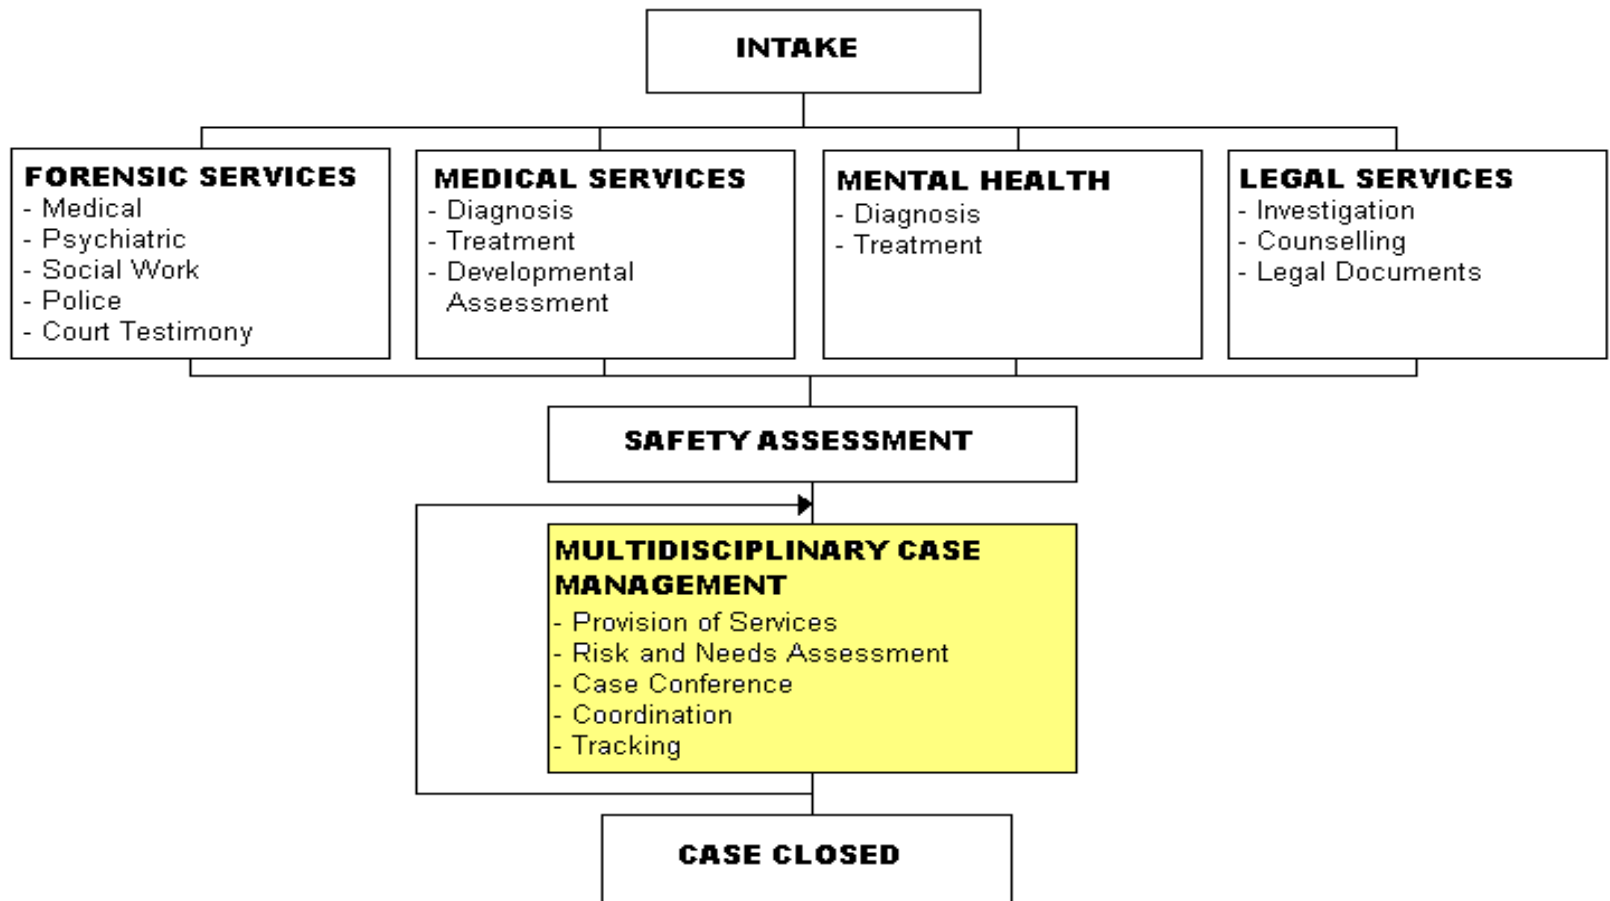 INTAKE
FORENSIC SERVICES
- Medical
- Psychiatric
- Social Work
- Police
- Court Testimony
MEDICAL SERVICES
- Diagnosis
- Treatment
- Developmental
Assessment
MENTAL HEALTH
- Diagnosis
- Treatment
LEGAL SERVICES
- Investigation
- Counselling
- Legal Documents
SAFETY ASSESSMENT
MULTIDISCIPLINARY CASE
MANAGEMENT
- Provision of Services
- Risk and Needs Assessment
- Case Conference
- Coordination
- Tracking
CASE CLOSED